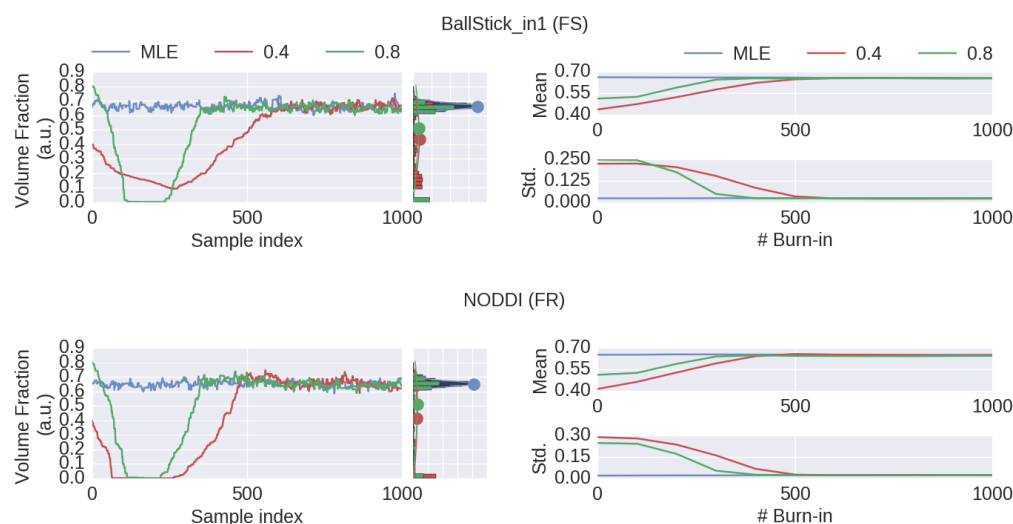 BallStick_in1 (FS)
MLE 0.4 0.8
MLE 0.4 0.8
Volume Fraction
(a.u.)
0.9
0.8
0.7
0.6
0.5
0.4
0.3
0.2
0.1
0.0
0 500 1000
Sample index
Mean
0.70
0.55
0.40
0 500 1000
Std.
0.250
0.125
0.000
0 500 1000
# Burn-in
NODDI (FR)
Volume Fraction
(a.u.)
0.9
0.8
0.7
0.6
0.5
0.4
0.3
0.2
0.1
0.0
0 500 1000
Sample index
Mean
0.70
0.55
0.40
0 500 1000
Std.
0.30
0.15
0.00
0 500 1000
# Burn-in